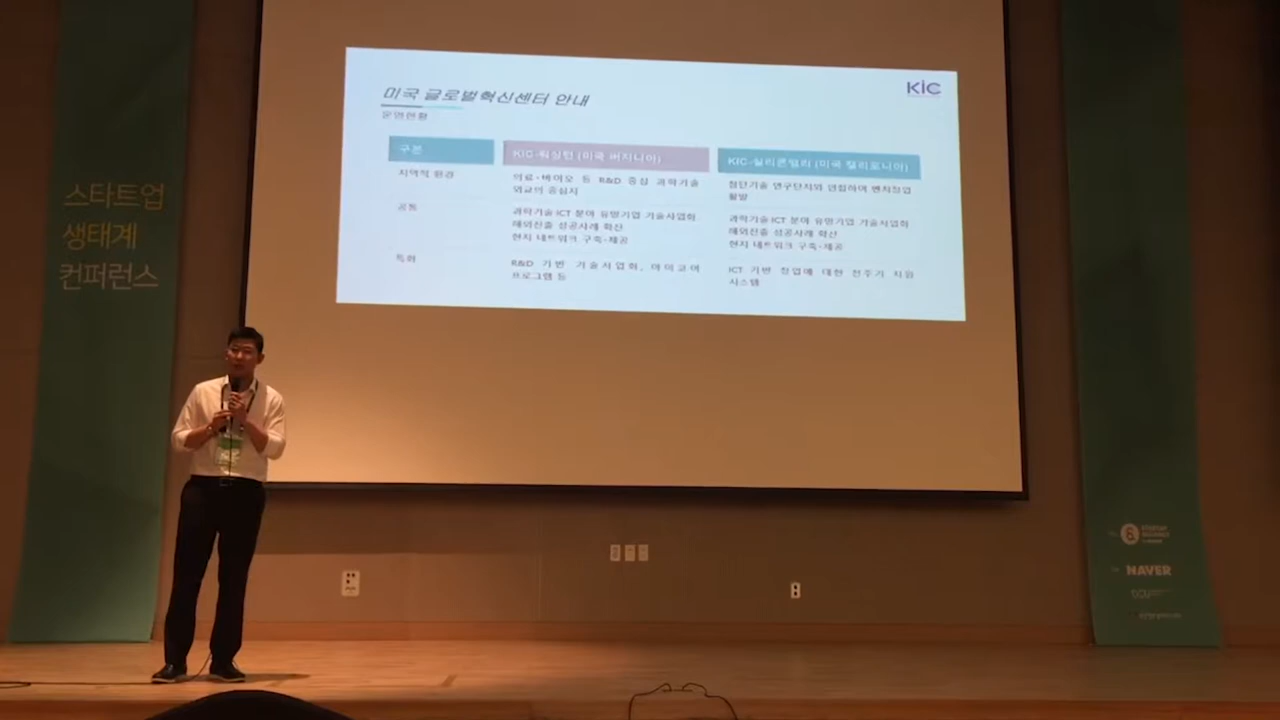 스타트업
생태계
컨퍼런스
KIC
미국 글로벌혁신센터 안내
운영현황
구분
KIC-워싱턴 (미국 버지니아)
KIC-실리콘밸리 (미국 캘리포니아)
지역적 환경
의료·바이오 등 R&D 중심 과학기술
외교의 중심지
첨단기술 연구단지와 밀접하여 벤처창업
활발
공통
과학기술·ICT 분야 유망기업 기술사업화
해외진출 성공사례 확산
현지 네트워크 구축·제공
과학기술·ICT 분야 유망기업 기술사업화
해외진출 성공사례 확산
현지 네트워크 구축·제공
특화
R&D 기반 기술사업화, 아이코어
프로그램 등
ICT 기반 창업에 대한 전주기 지원
시스템
STARTUP
ALLIANCE
NAVER